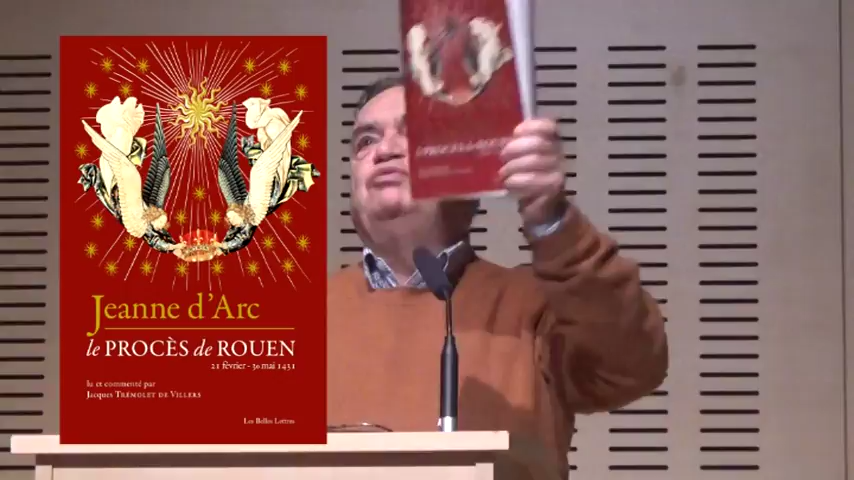 Jeanne d'Arc
le PROCÈS de ROUEN
21 février - 30 mai 1431
lu et commenté par
Jacques TRÉMOLET DE VILLERS
Les Belles Lettres